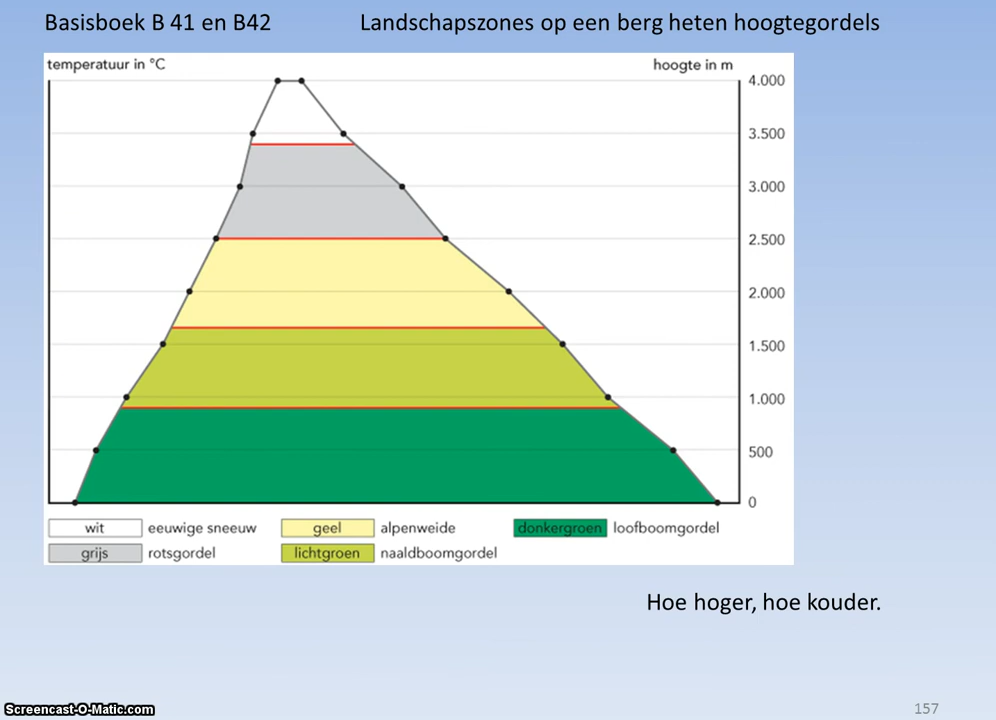 Basisboek B 41 en B42
Landschapszones op een berg heten hoogtegordels
temperatuur in °C
hoogte in m
4.000
3.500
3.000
2.500
2.000
1.500
1.000
500
0
wit eeuwige sneeuw geel alpenweide donkergroen loofboomgordel
grijs rotsgordel lichtgroen naaldboomgordel
Hoe hoger, hoe kouder.
Screencast-O-Matic.com
157